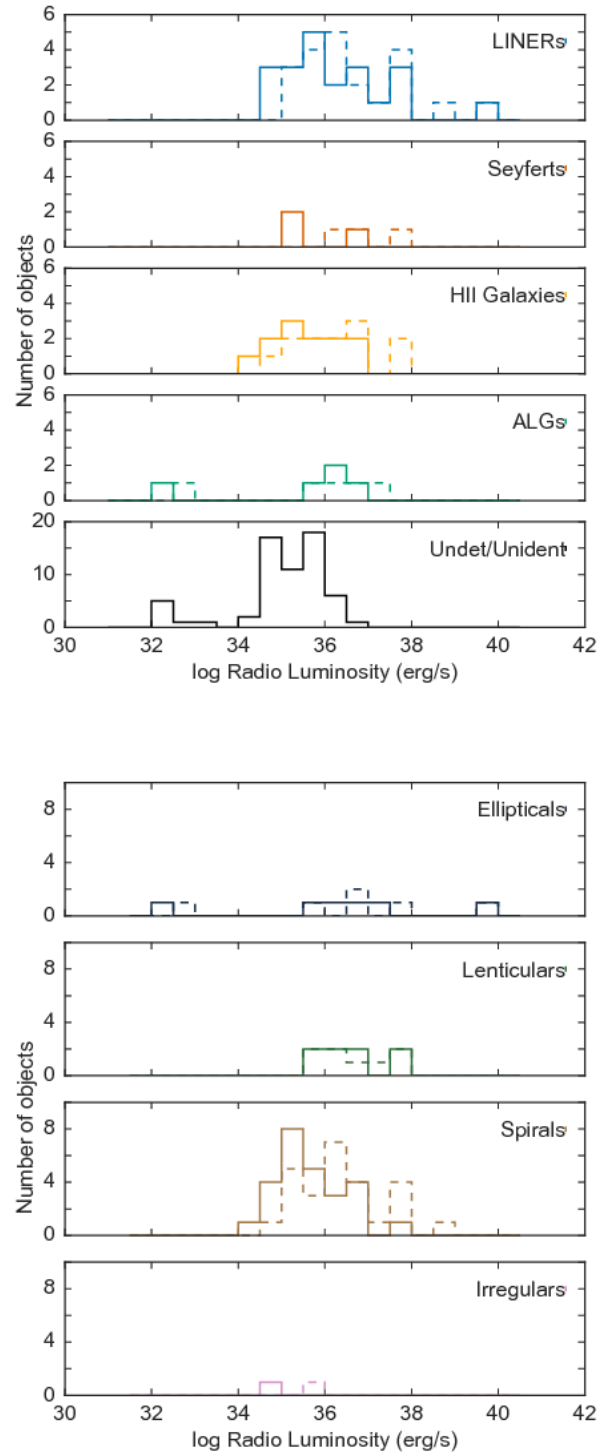 6
4
2
0
LINERs
6
4
2
0
Seyferts
6
4
2
0
HII Galaxies
6
4
2
0
ALGs
20
10
0
Undet/Unident
Number of objects
30 32 34 36 38 40 42
log Radio Luminosity (erg/s)
8
4
0
Ellipticals
8
4
0
Lenticulars
8
4
0
Spirals
8
4
0
Irregulars
Number of objects
30 32 34 36 38 40 42
log Radio Luminosity (erg/s)